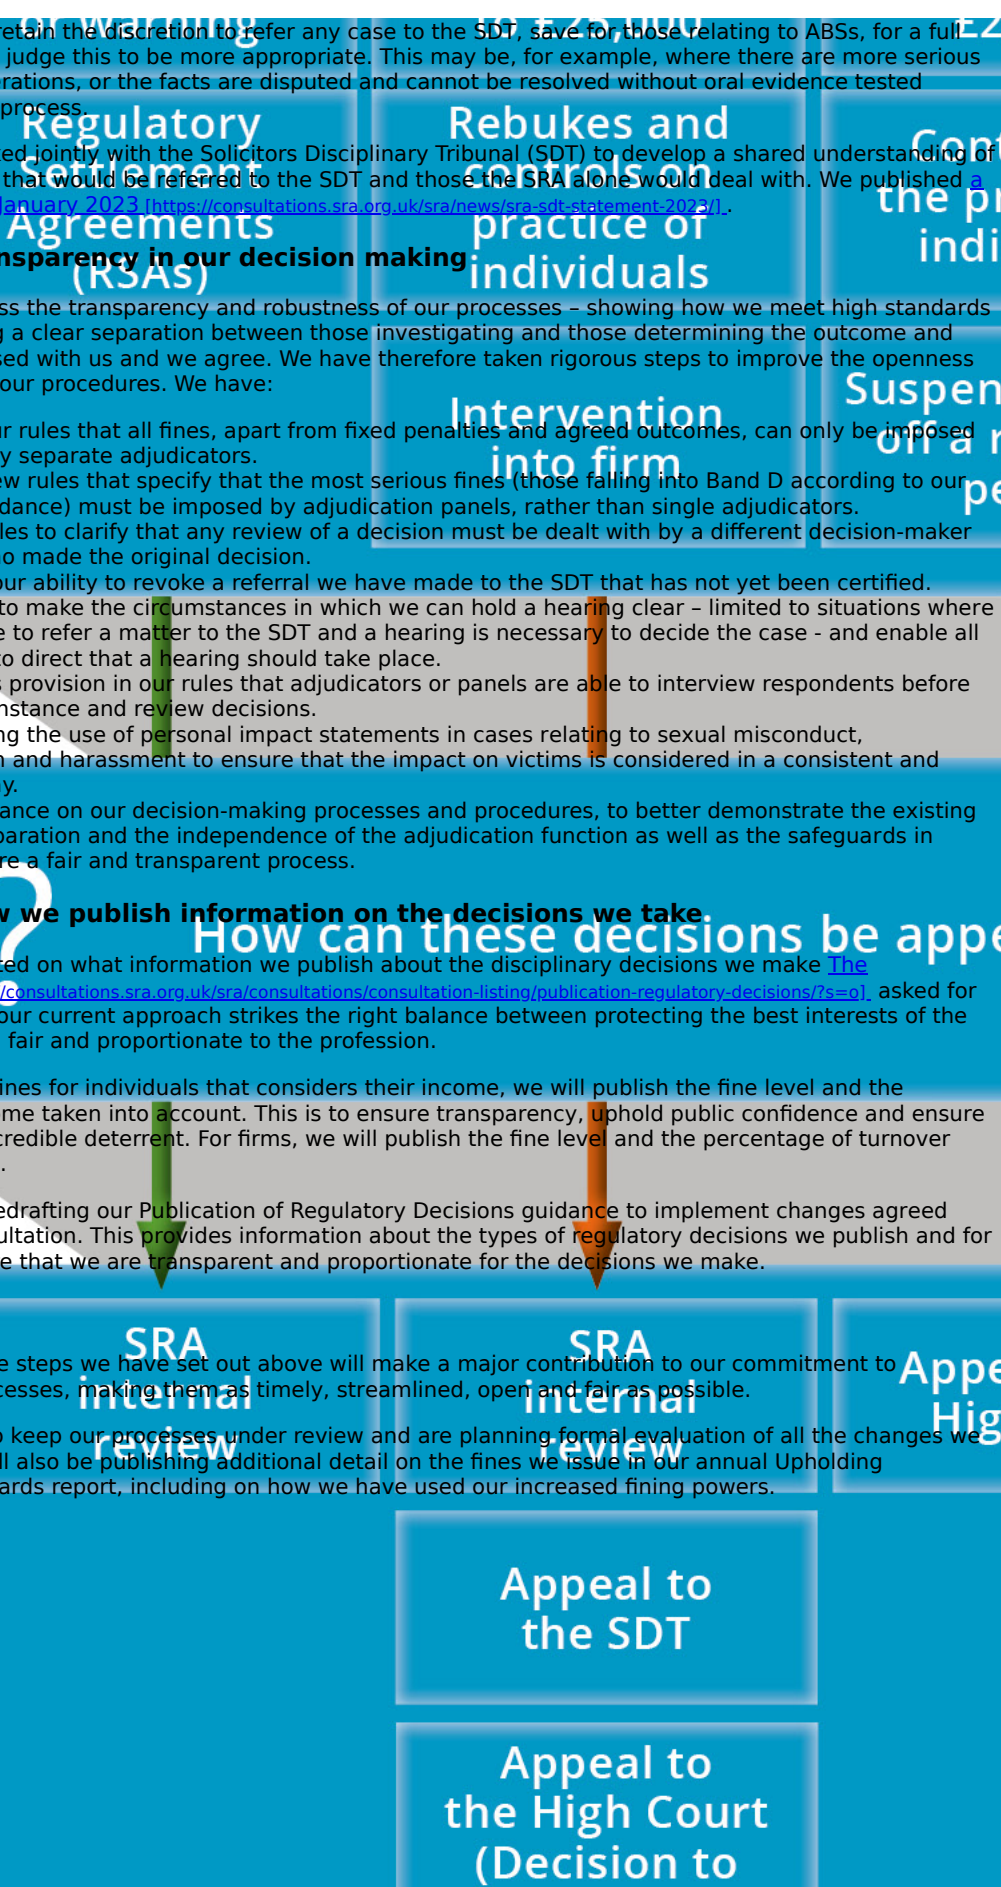 or warning
to £25,000
£2
retain the discretion to refer any case to the SDT, save for those relating to ABSs, for a full
judge this to be more appropriate. This may be, for example, where there are more serious
rations, or the facts are disputed and cannot be resolved without oral evidence tested
process.
Regulatory
Settlement
Agreements
(RSAs)
Rebukes and
controls on
practice of
individuals
Cont
the pr
indi
ed jointly with the Solicitors Disciplinary Tribunal (SDT) to develop a shared understanding of
that would be referred to the SDT and those the SRA alone would deal with. We published a
January 2023 [https://consultations.sra.org.uk/sra/news/sra-sdt-statement-2023/] .
nsparency in our decision making
ss the transparency and robustness of our processes – showing how we meet high standards
g a clear separation between those investigating and those determining the outcome and
sed with us and we agree. We have therefore taken rigorous steps to improve the openness
our procedures. We have:
Intervention
into firm
Suspen
off a r
pe
ur rules that all fines, apart from fixed penalties and agreed outcomes, can only be imposed
y separate adjudicators.
ew rules that specify that the most serious fines (those falling into Band D according to our
dance) must be imposed by adjudication panels, rather than single adjudicators.
les to clarify that any review of a decision must be dealt with by a different decision-maker
ho made the original decision.
our ability to revoke a referral we have made to the SDT that has not yet been certified.
to make the circumstances in which we can hold a hearing clear – limited to situations where
e to refer a matter to the SDT and a hearing is necessary to decide the case - and enable all
to direct that a hearing should take place.
s provision in our rules that adjudicators or panels are able to interview respondents before
nstance and review decisions.
ng the use of personal impact statements in cases relating to sexual misconduct,
n and harassment to ensure that the impact on victims is considered in a consistent and
ay.
ance on our decision-making processes and procedures, to better demonstrate the existing
paration and the independence of the adjudication function as well as the safeguards in
re a fair and transparent process.
w we publish information on the decisions we take
?
How can these decisions be appe
ted on what information we publish about the disciplinary decisions we make The
/consultations.sra.org.uk/sra/consultations/consultation-listing/publication-regulatory-decisions/?s=o] asked for
our current approach strikes the right balance between protecting the best interests of the
fair and proportionate to the profession.
ines for individuals that considers their income, we will publish the fine level and the
me taken into account. This is to ensure transparency, uphold public confidence and ensure
credible deterrent. For firms, we will publish the fine level and the percentage of turnover
.
edrafting our Publication of Regulatory Decisions guidance to implement changes agreed
ultation. This provides information about the types of regulatory decisions we publish and for
e that we are transparent and proportionate for the decisions we make.
SRA
internal
review
SRA
internal
review
Appe
Hig
e steps we have set out above will make a major contribution to our commitment to
cesses, making them as timely, streamlined, open and fair as possible.
o keep our processes under review and are planning formal evaluation of all the changes we
ll also be publishing additional detail on the fines we issue in our annual Upholding
ards report, including on how we have used our increased fining powers.
Appeal to
the SDT
Appeal to
the High Court
(Decision to